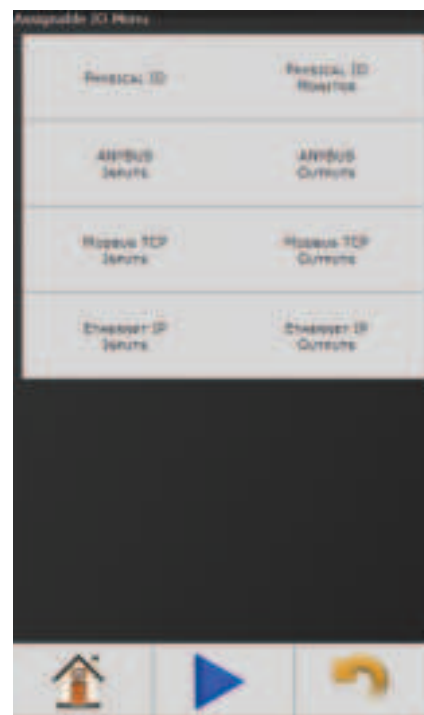 Assignable IO Menu
Physical IO
Physical IO
Monitor
ANYBUS
Inputs
ANYBUS
Outputs
Modbus TCP
Inputs
Modbus TCP
Outputs
Ethernet IP
Inputs
Ethernet IP
Outputs